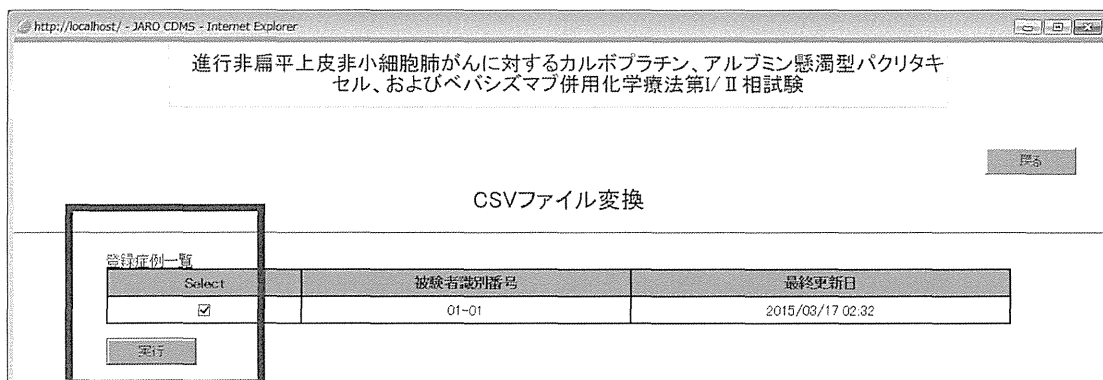 http://localhost/ - JARO CDMS - Internet Explorer
進行非扁平上皮非小細胞肺がんに対するカルボプラチン、アルブミン懸濁型パクリタキ
セル、およびベバシズマブ併用化学療法第I/Ⅱ相試験
戻る
CSVファイル変換
登録症例一覧
Select 被験者識別番号 最終更新日
01-01 2015/03/17 02:32
実行